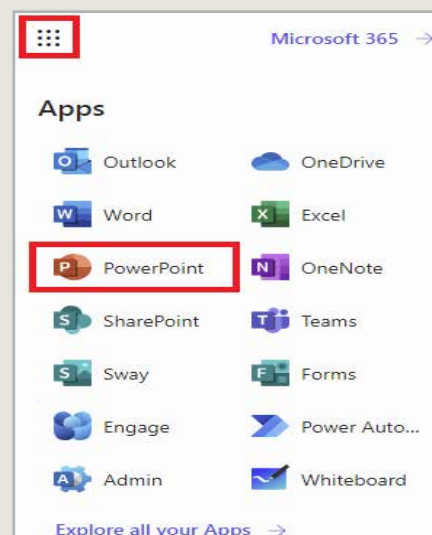 Microsoft 365 →
Apps
Outlook OneDrive
Word Excel
PowerPoint OneNote
SharePoint Teams
Sway Forms
Engage Power Auto...
Admin Whiteboard
Explore all your Apps →